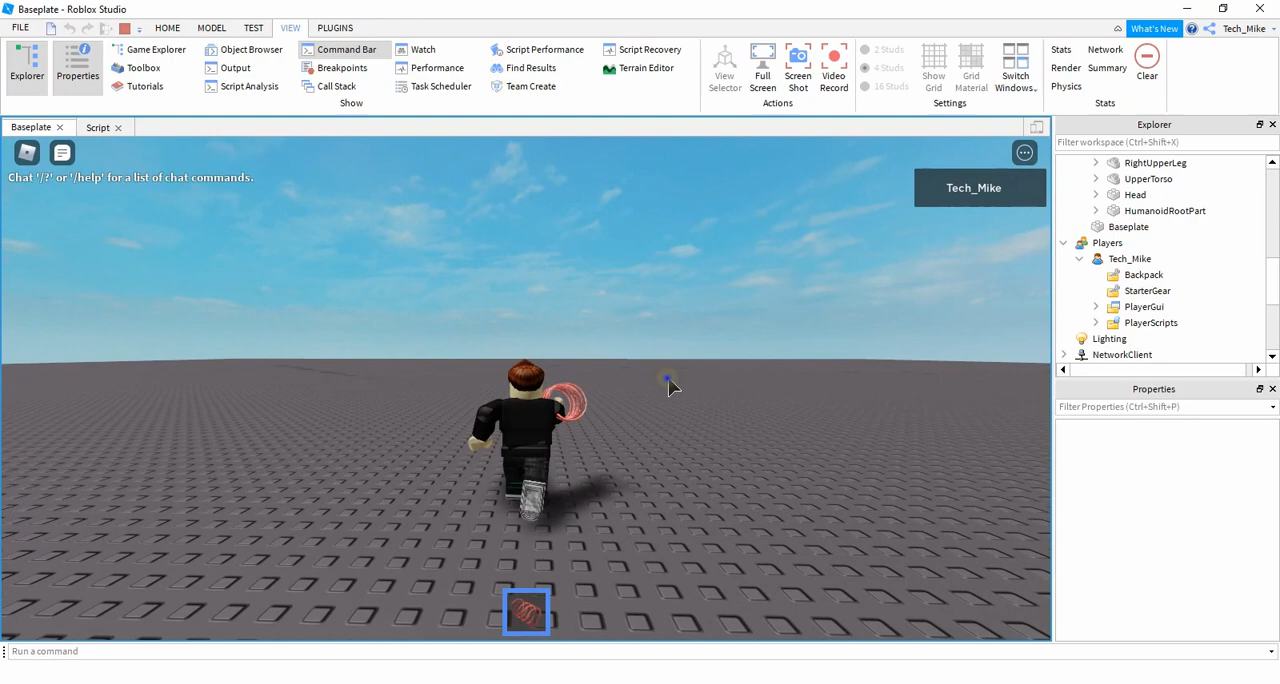 Baseplate - Roblox Studio
FILE HOME MODEL TEST VIEW PLUGINS What's New Tech_Mike
Explorer
Properties
Game Explorer Object Browser Command Bar Watch Script Performance Script Recovery
Toolbox Output Breakpoints Performance Find Results Terrain Editor
Tutorials Script Analysis Call Stack Task Scheduler Team Create
Show
View Selector
Full Screen
Screen Shot
Video Record
Actions
2 Studs
4 Studs
16 Studs
Show Grid
Grid Material
Switch Windows
Settings
Stats Network
Render Summary
Physics
Clear
Stats
Baseplate
Script
Chat '/?' or '/help' for a list of chat commands.
Tech_Mike
Explorer
Filter workspace (Ctrl+Shift+X)
RightUpperLeg
UpperTorso
Head
HumanoidRootPart
Baseplate
Players
Tech_Mike
Backpack
StarterGear
PlayerGui
PlayerScripts
Lighting
NetworkClient
Properties
Filter Properties (Ctrl+Shift+P)
Run a command